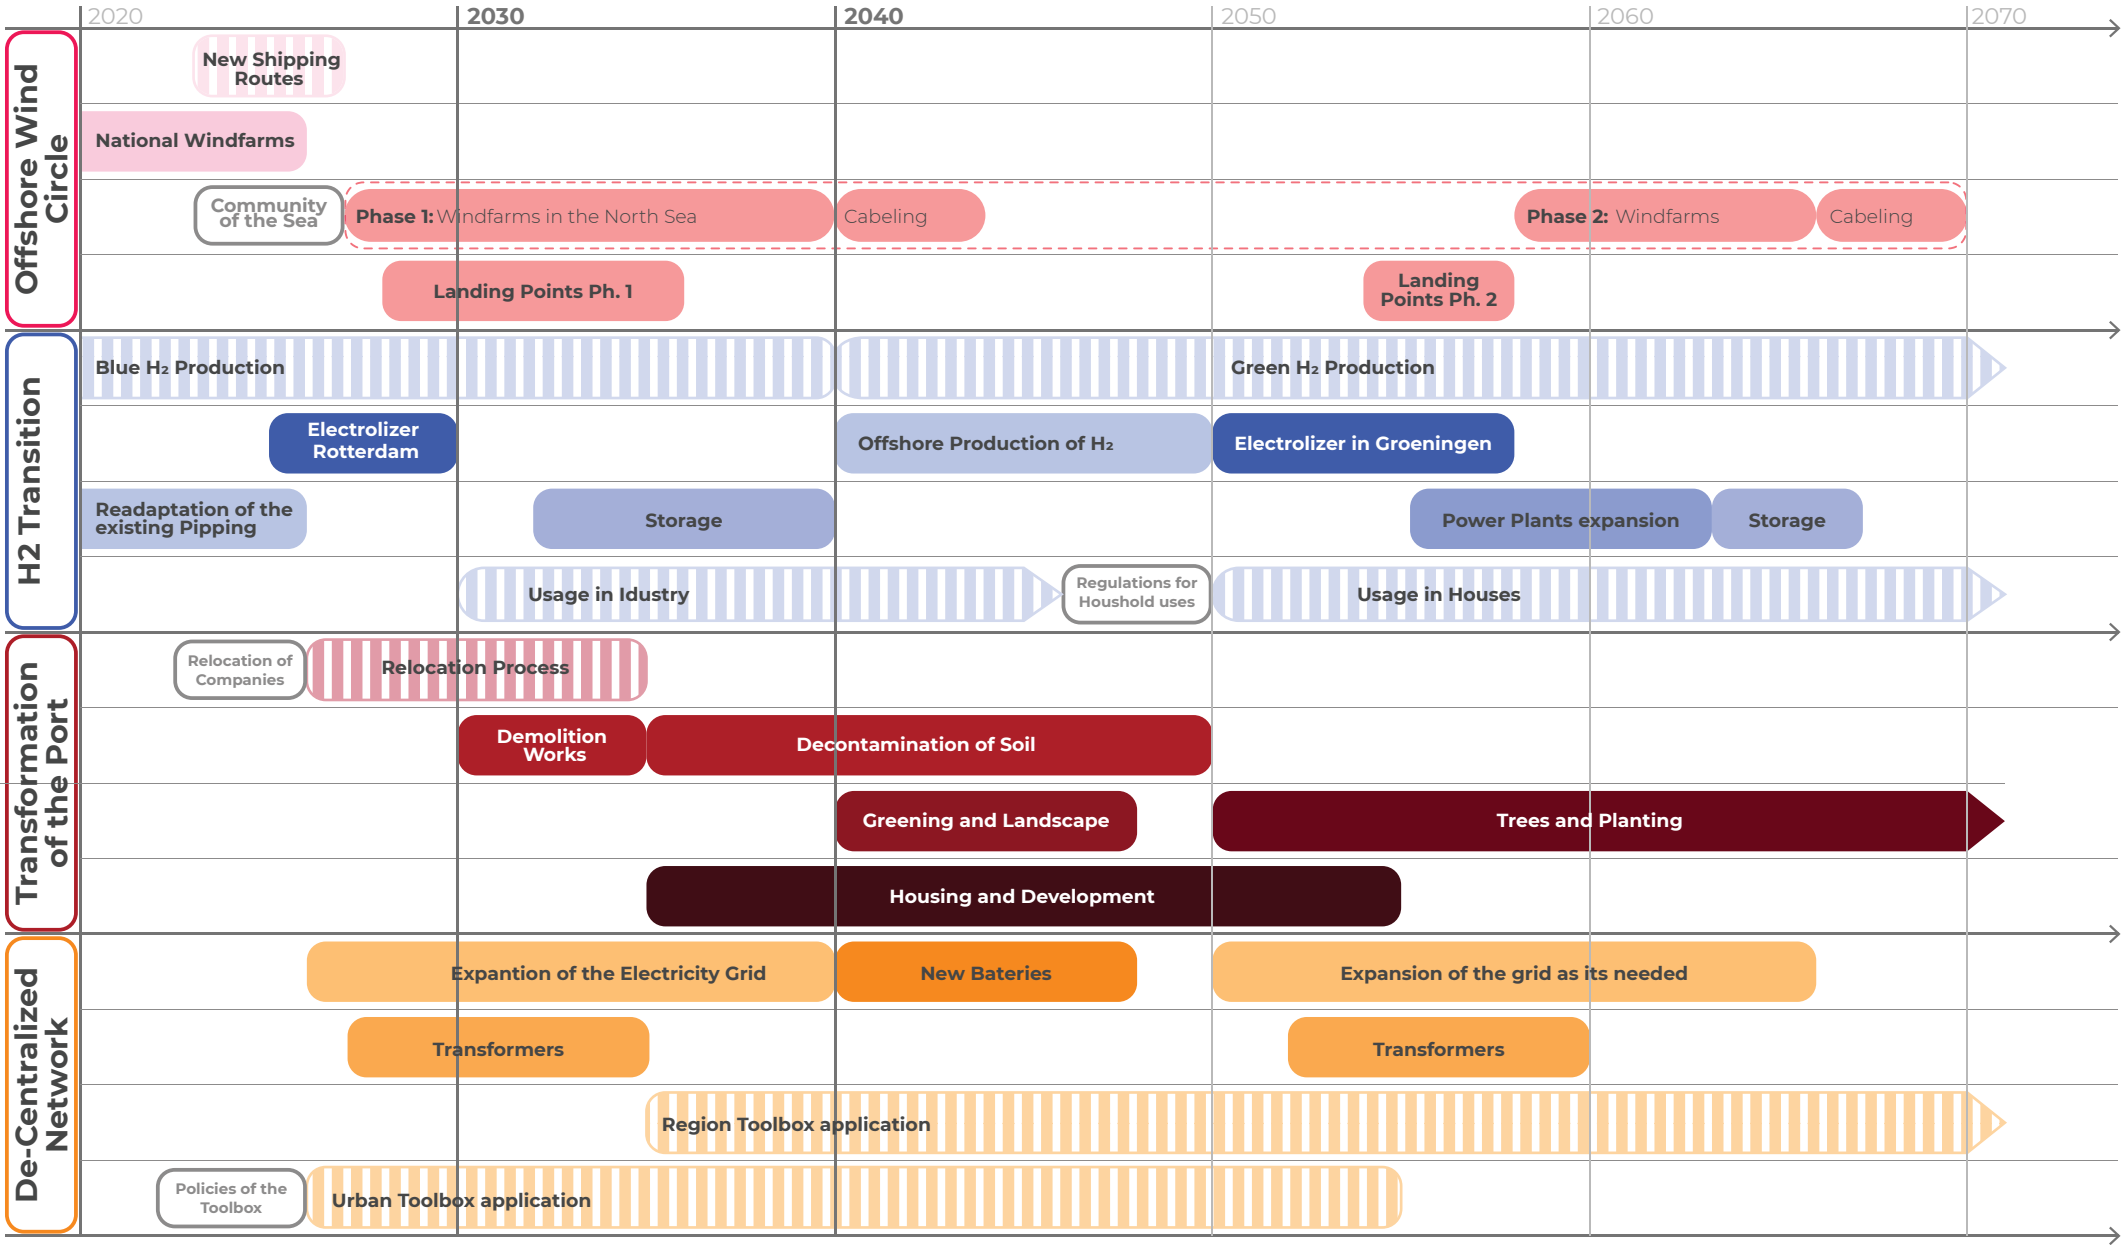 2020
2030
2040
2050
2060
2070
Offshore Wind
Circle
New Shipping
Routes
National Windfarms
Community
of the Sea
Phase 1: Windfarms in the North Sea
Cabeling
Phase 2: Windfarms
Cabeling
Landing Points Ph. 1
Landing
Points Ph. 2
H2 Transition
Blue H₂ Production
Green H₂ Production
Electrolizer
Rotterdam
Offshore Production of H₂
Electrolizer in Groeningen
Readaptation of the
existing Pipping
Storage
Power Plants expansion
Storage
Usage in Idustry
Regulations for
Houshold uses
Usage in Houses
Transformation
of the Port
Relocation of
Companies
Relocation Process
Demolition
Works
Decontamination of Soil
Greening and Landscape
Trees and Planting
Housing and Development
De-Centralized
Network
Expantion of the Electricity Grid
New Bateries
Expansion of the grid as its needed
Transformers
Transformers
Region Toolbox application
Policies of the
Toolbox
Urban Toolbox application